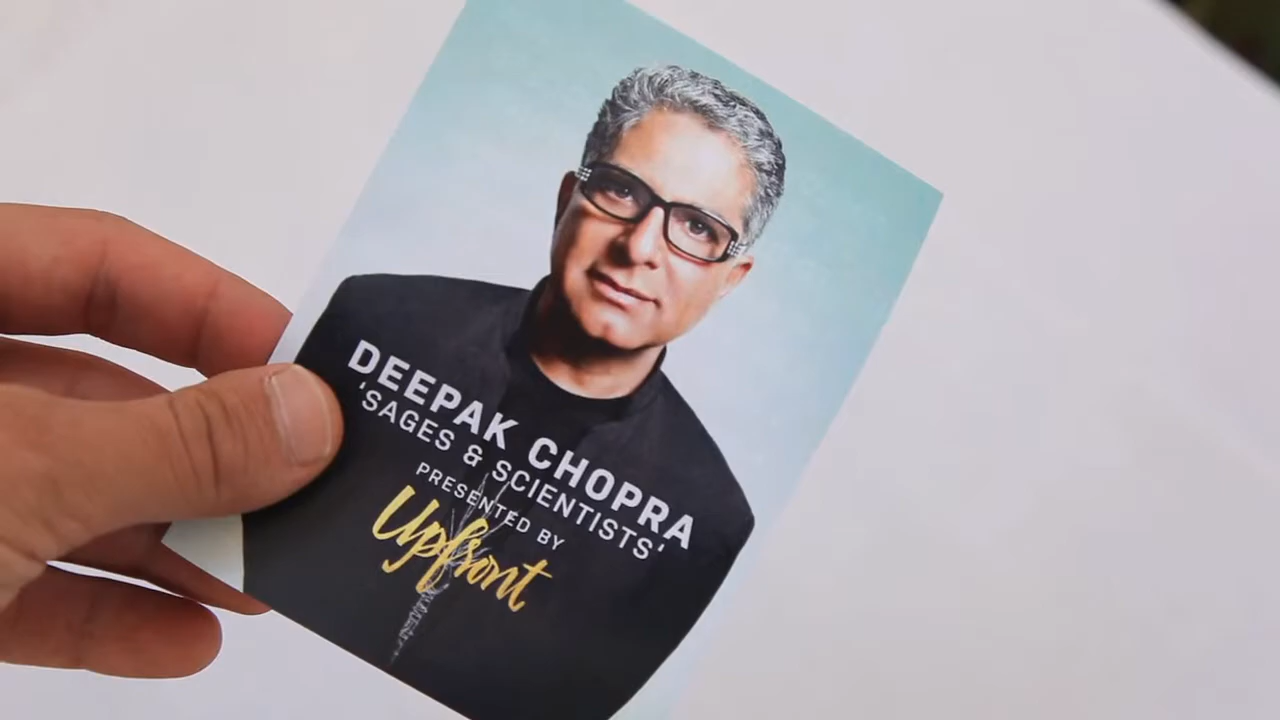 DEEPAK CHOPRA
'SAGES & SCIENTISTS'
PRESENTED BY
Upfront